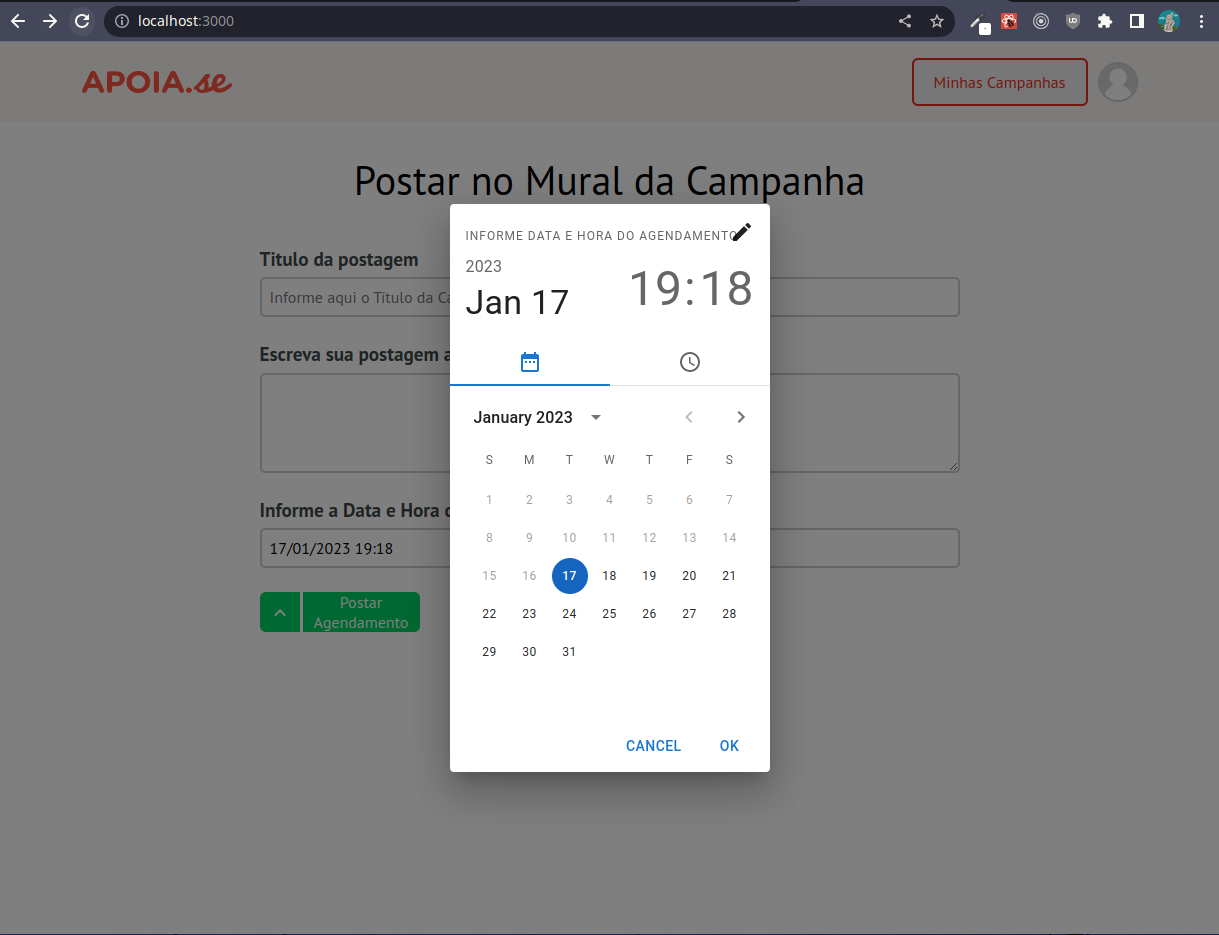 localhost:3000
APOIA.se
Minhas Campanhas
Postar no Mural da Campanha
INFORME DATA E HORA DO AGENDAMENTO
2023
Jan 17
19:18
Titulo da postagem
Informe aqui o Título da Ca
Escreva sua postagem a
January 2023
S M T W T F S
1 2 3 4 5 6 7
8 9 10 11 12 13 14
15 16 17 18 19 20 21
22 23 24 25 26 27 28
29 30 31
Informe a Data e Hora d
17/01/2023 19:18
Postar
Agendamento
CANCEL OK